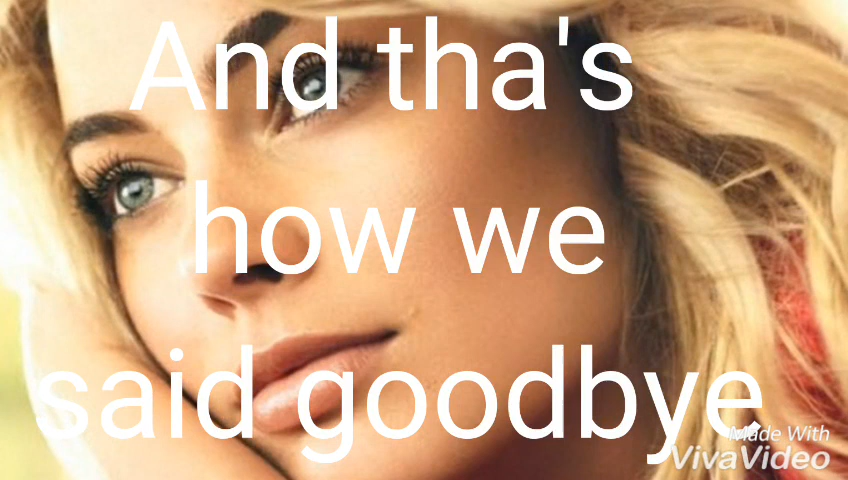 And tha's
how we
said goodbye
Made With
VivaVideo